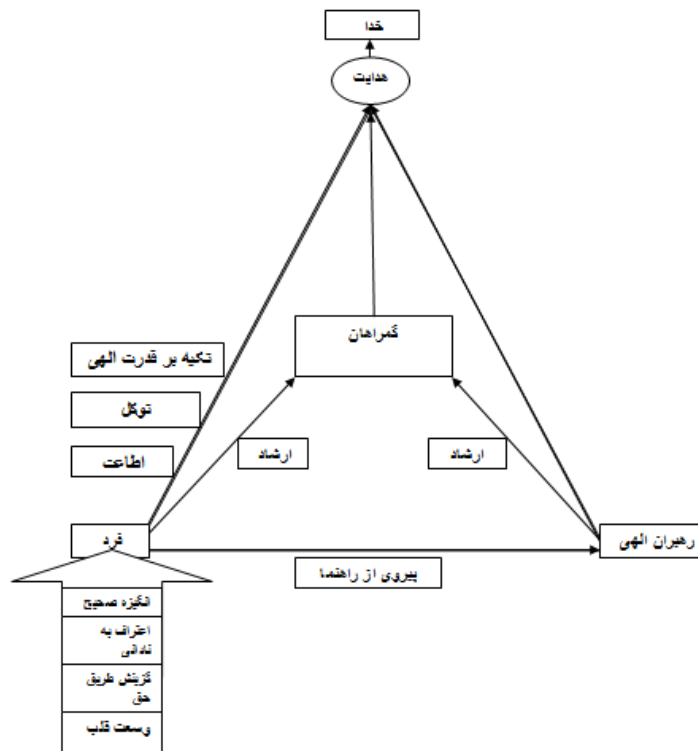 خدا
هدایت
گمراهان
تکیه بر قدرت الهی
توکل
ارشاد
ارشاد
اطاعت
فرد
رهبران الهی
پیروی از راهنما
انگیزه صحیح
اعتراف به
نادانی
گزینش طریق
حق
وسعت قلب